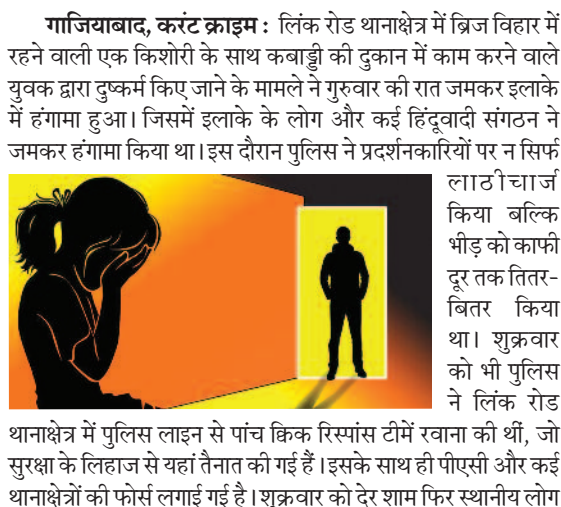 गाजियाबाद, करंट क्राइम : लिंक रोड थानाक्षेत्र में ब्रिज विहार में
रहने वाली एक किशोरी के साथ कबाड्डी की दुकान में काम करने वाले
युवक द्वारा दुष्कर्म किए जाने के मामले ने गुरुवार की रात जमकर इलाके
में हंगामा हुआ। जिसमें इलाके के लोग और कई हिंदूवादी संगठन ने
जमकर हंगामा किया था। इस दौरान पुलिस ने प्रदर्शनकारियों पर न सिर्फ
लाठीचार्ज
किया बल्कि
भीड़ को काफी
दूर तक तितर-
बितर किया
था। शुक्रवार
को भी पुलिस
ने लिंक रोड
थानाक्षेत्र में पुलिस लाइन से पांच क्विक रिस्पांस टीमें रवाना की थीं, जो
सुरक्षा के लिहाज से यहां तैनात की गई हैं। इसके साथ ही पीएसी और कई
थानाक्षेत्रों की फोर्स लगाई गई है। शुक्रवार को देर शाम फिर स्थानीय लोग